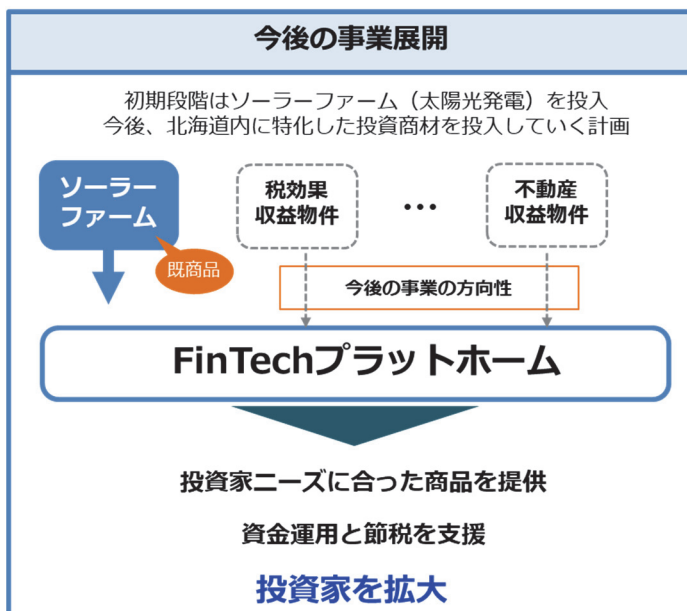 今後の事業展開
初期段階はソーラーファーム（太陽光発電）を投入
今後、北海道内に特化した投資商材を投入していく計画
ソーラー
ファーム
既商品
税効果
収益物件
…
不動産
収益物件
今後の事業の方向性
FinTechプラットホーム
投資家ニーズに合った商品を提供
資金運用と節税を支援
投資家を拡大